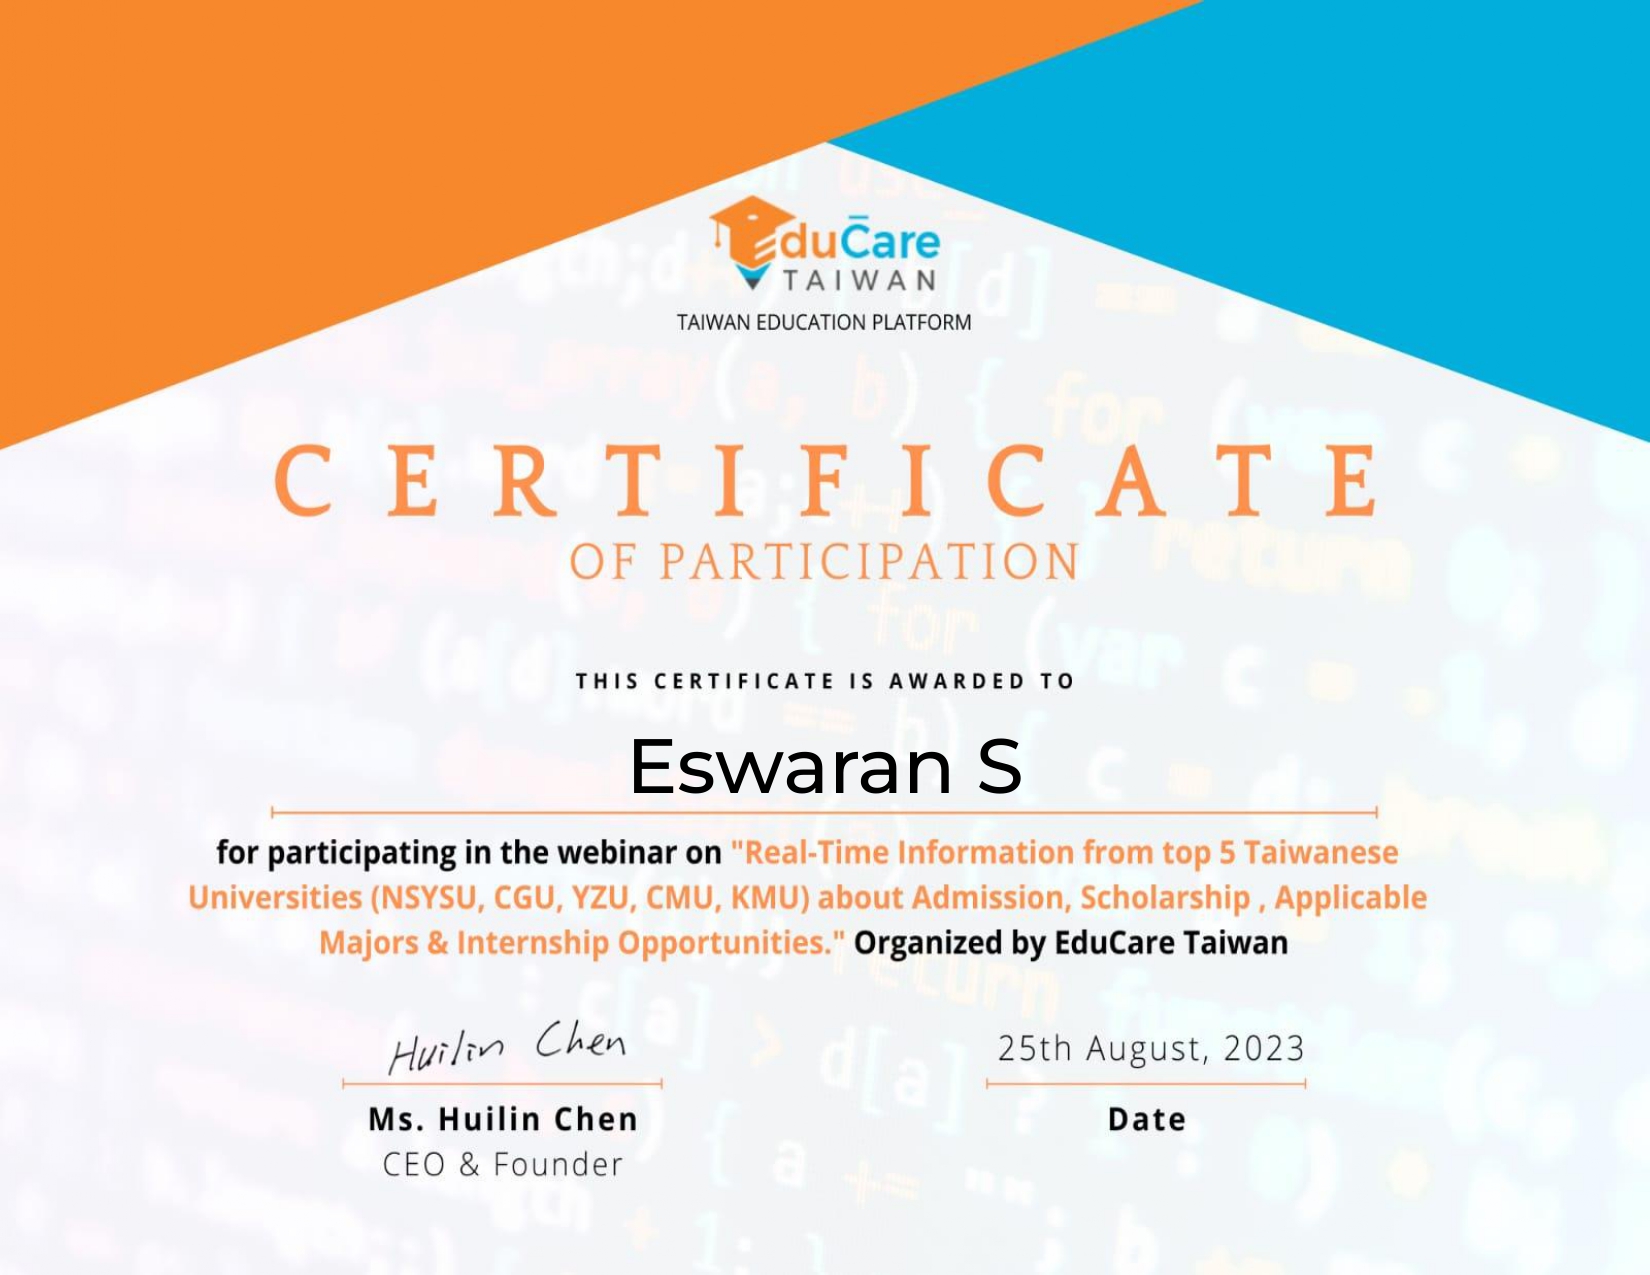 EduCare
TAIWAN
TAIWAN EDUCATION PLATFORM
CERTIFICATE
OF PARTICIPATION
THIS CERTIFICATE IS AWARDED TO
Eswaran S
for participating in the webinar on "Real-Time Information from top 5 Taiwanese
Universities (NSYSU, CGU, YZU, CMU, KMU) about Admission, Scholarship , Applicable
Majors & Internship Opportunities." Organized by EduCare Taiwan
Huilin Chen
25th August, 2023
Ms. Huilin Chen
Date
CEO & Founder